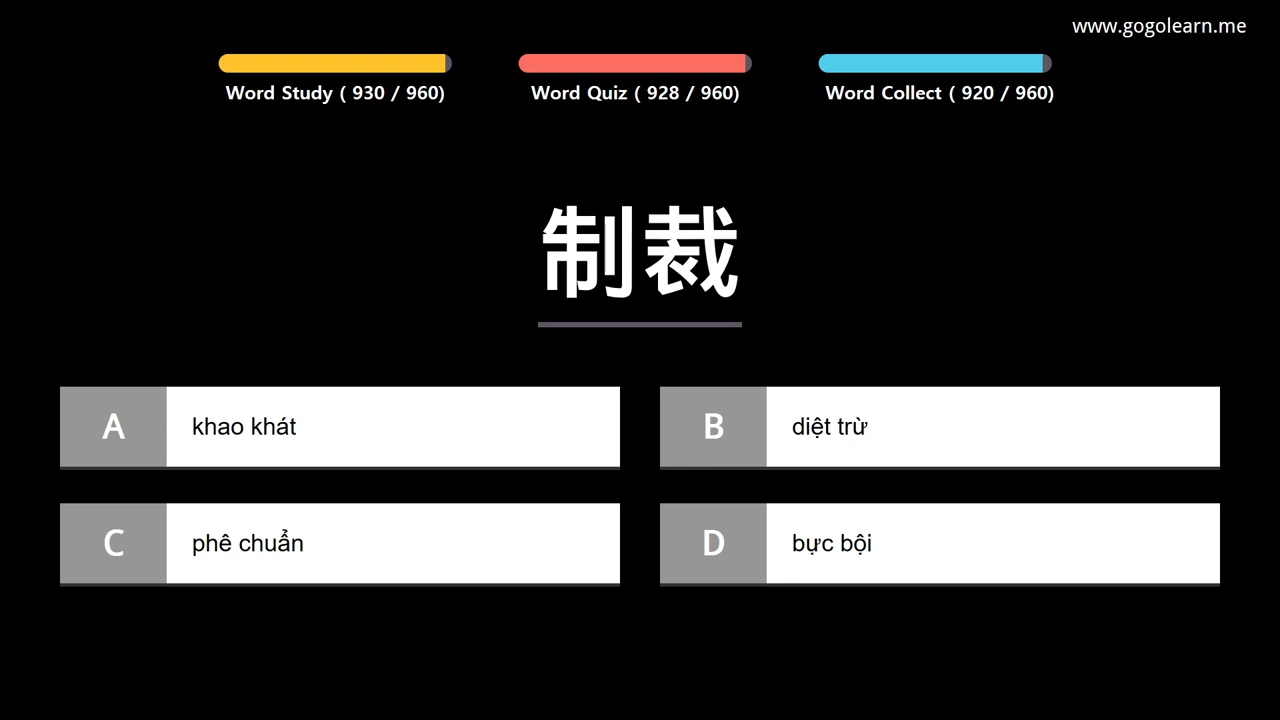 www.gogolearn.me
Word Study ( 930 / 960)
Word Quiz ( 928 / 960)
Word Collect ( 920 / 960)
制裁
A khao khát
B diệt trừ
C phê chuẩn
D bực bội